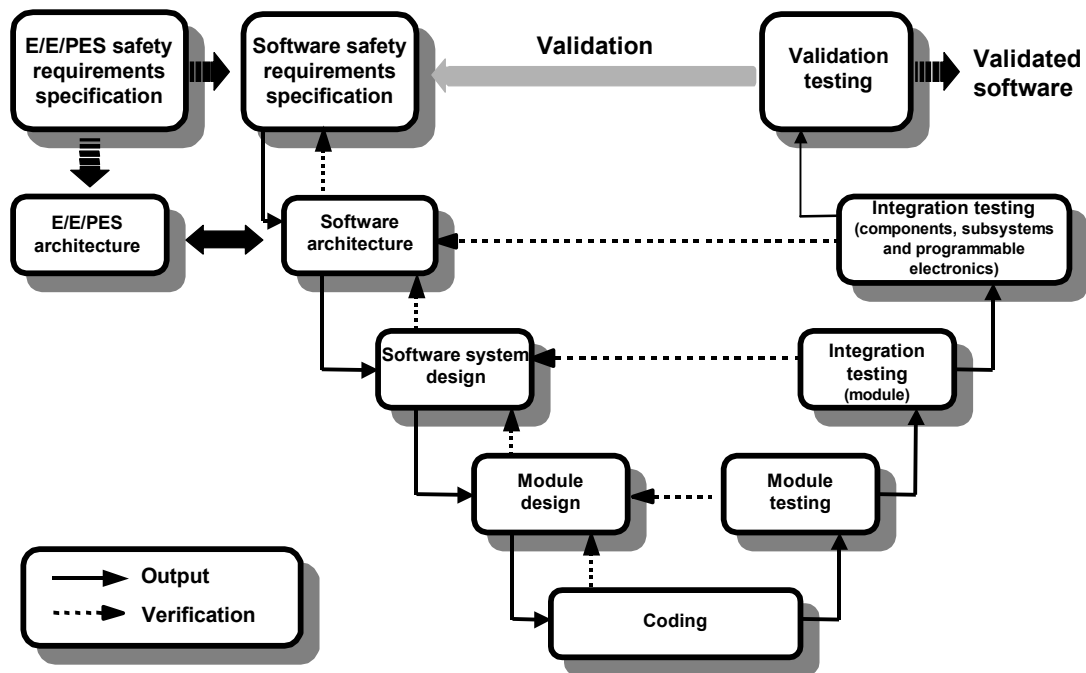 E/E/PES safety
requirements
specification
Software safety
requirements
specification
Validation
Validation
testing
Validated
software
E/E/PES
architecture
Software
architecture
Integration testing
(components, subsystems
and programmable
electronics)
Software system
design
Integration
testing
(module)
Module
design
Module
testing
Output
Verification
Coding